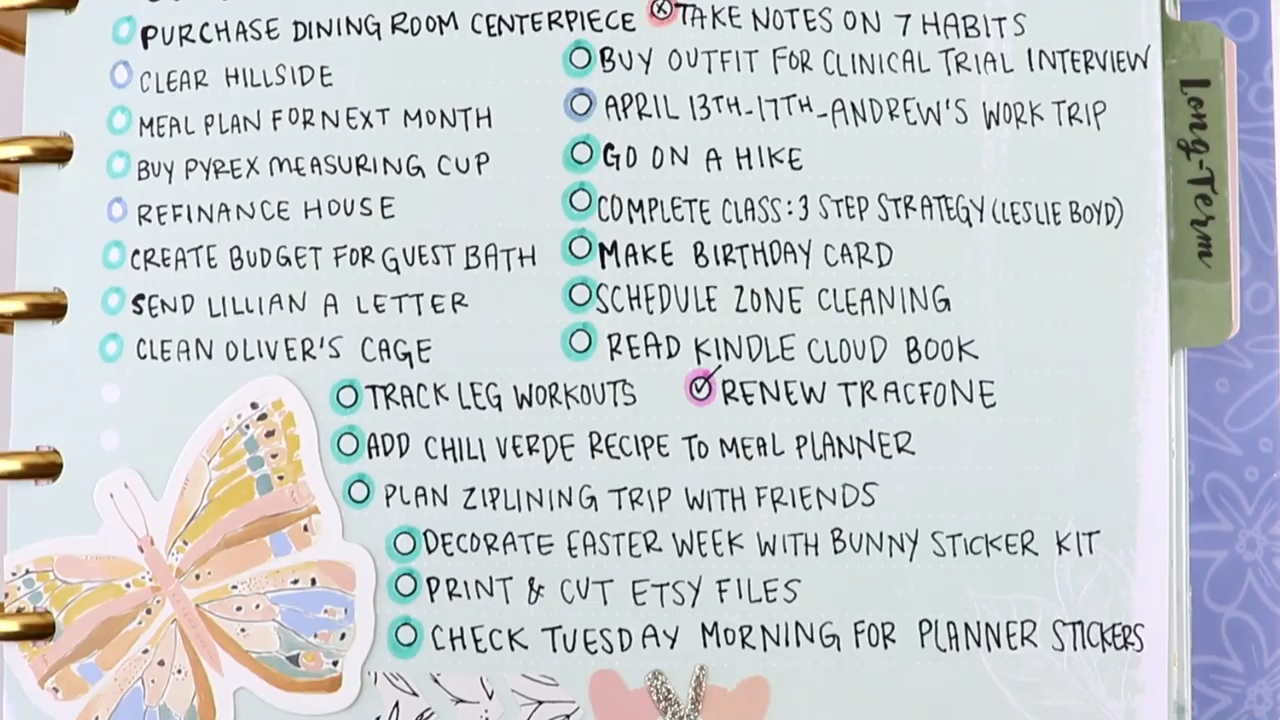 PURCHASE DINING ROOM CENTERPIECE
CLEAR HILLSIDE
MEAL PLAN FOR NEXT MONTH
BUY PYREX MEASURING CUP
REFINANCE HOUSE
CREATE BUDGET FOR GUEST BATH
SEND LILLIAN A LETTER
CLEAN OLIVER'S CAGE
TAKE NOTES ON 7 HABITS
BUY OUTFIT FOR CLINICAL TRIAL INTERVIEW
APRIL 13TH-17TH-ANDREW'S WORK TRIP
GO ON A HIKE
COMPLETE CLASS: 3 STEP STRATEGY (LESLIE BOYD)
MAKE BIRTHDAY CARD
SCHEDULE ZONE CLEANING
READ KINDLE CLOUD BOOK
TRACK LEG WORKOUTS
RENEW TRACFONE
ADD CHILI VERDE RECIPE TO MEAL PLANNER
PLAN ZIPLINING TRIP WITH FRIENDS
DECORATE EASTER WEEK WITH BUNNY STICKER KIT
PRINT & CUT ETSY FILES
CHECK TUESDAY MORNING FOR PLANNER STICKERS
Long-Term